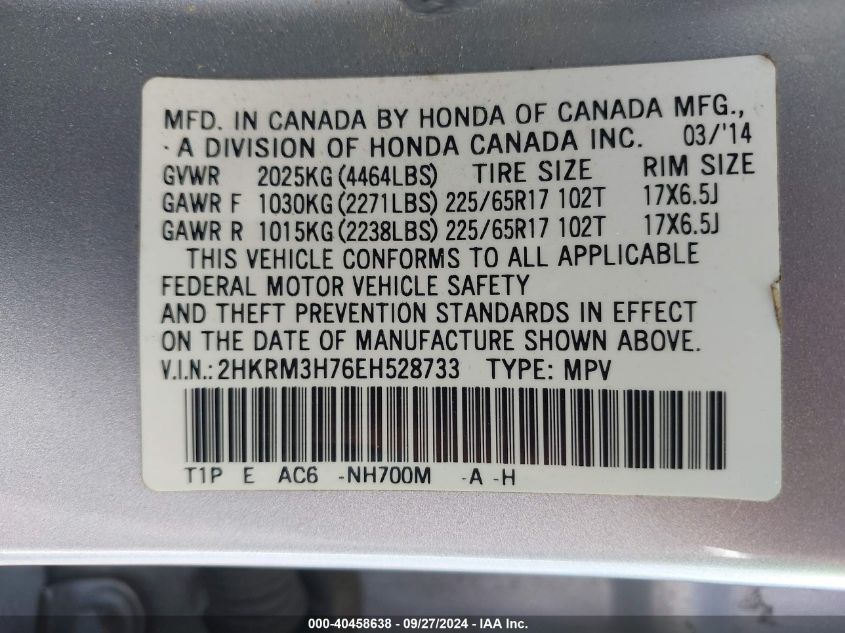 MFD. IN CANADA BY HONDA OF CANADA MFG.,
A DIVISION OF HONDA CANADA INC. 03/'14
GVWR 2025KG (4464LBS) TIRE SIZE RIM SIZE
GAWR F 1030KG (2271LBS) 225/65R17 102T 17X6.5J
GAWR R 1015KG (2238LBS) 225/65R17 102T 17X6.5J
THIS VEHICLE CONFORMS TO ALL APPLICABLE
FEDERAL MOTOR VEHICLE SAFETY
AND THEFT PREVENTION STANDARDS IN EFFECT
ON THE DATE OF MANUFACTURE SHOWN ABOVE.
V.I.N.: 2HKRM3H76EH528733 TYPE: MPV
T1P E AC6 -NH700M -A -H
000-40458638 - 09/27/2024 - IAA Inc.